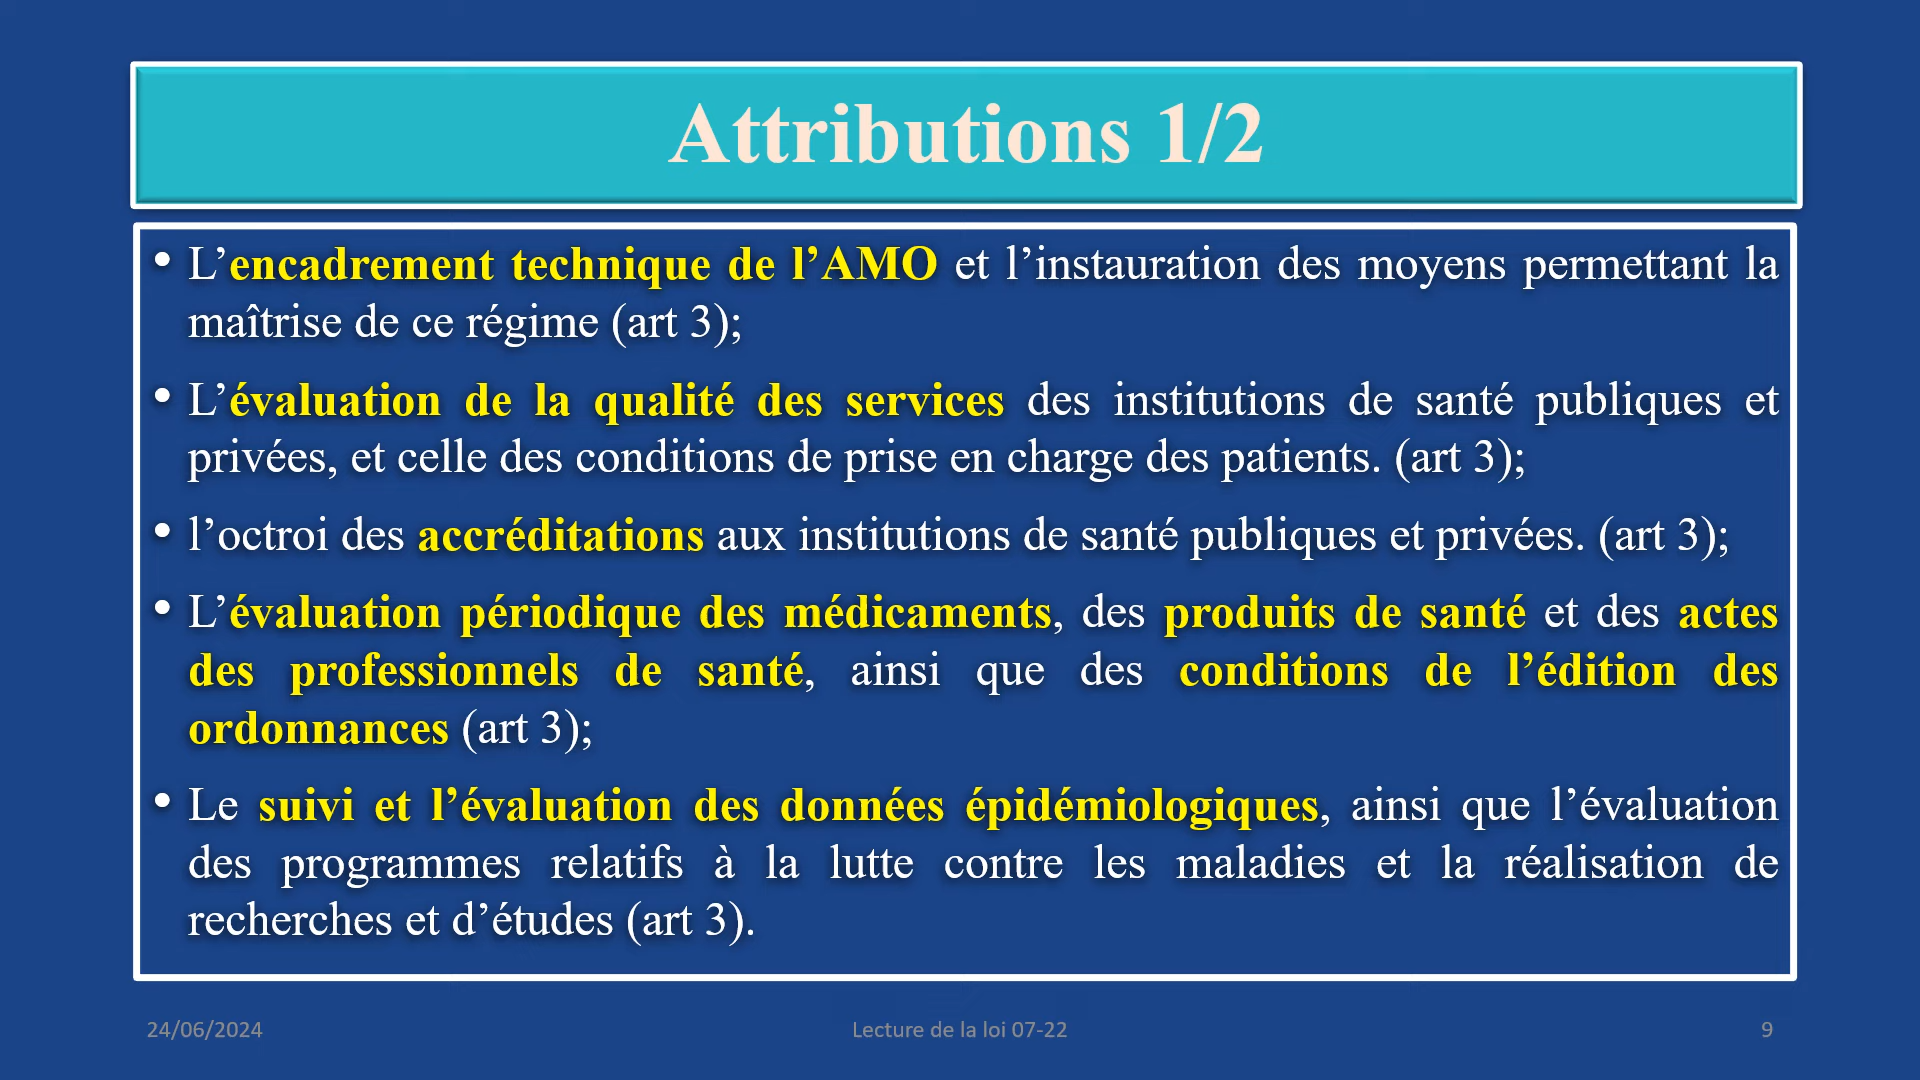 Attributions 1/2
• L’encadrement technique de l’AMO et l’instauration des moyens permettant la
maîtrise de ce régime (art 3);
• L’évaluation de la qualité des services des institutions de santé publiques et
privées, et celle des conditions de prise en charge des patients. (art 3);
• l’octroi des accréditations aux institutions de santé publiques et privées. (art 3);
• L’évaluation périodique des médicaments, des produits de santé et des actes
des professionnels de santé, ainsi que des conditions de l’édition des
ordonnances (art 3);
• Le suivi et l’évaluation des données épidémiologiques, ainsi que l’évaluation
des programmes relatifs à la lutte contre les maladies et la réalisation de
recherches et d’études (art 3).
24/06/2024
Lecture de la loi 07-22
9